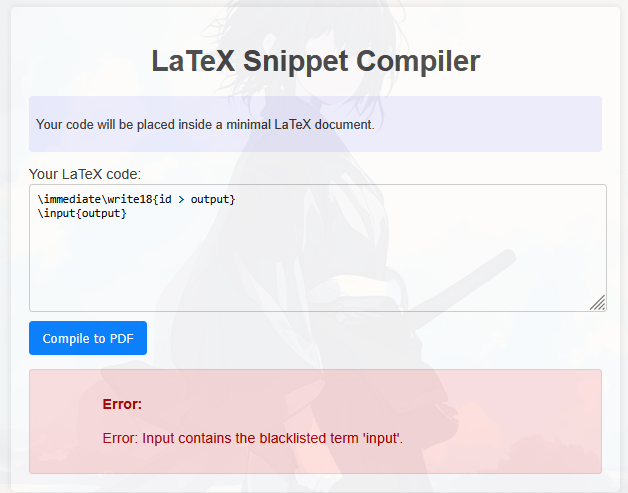 LaTeX Snippet Compiler
Your code will be placed inside a minimal LaTeX document.
Your LaTeX code:
\immediate\write18{id > output}
\input{output}
Compile to PDF
Error:
Error: Input contains the blacklisted term 'input'.